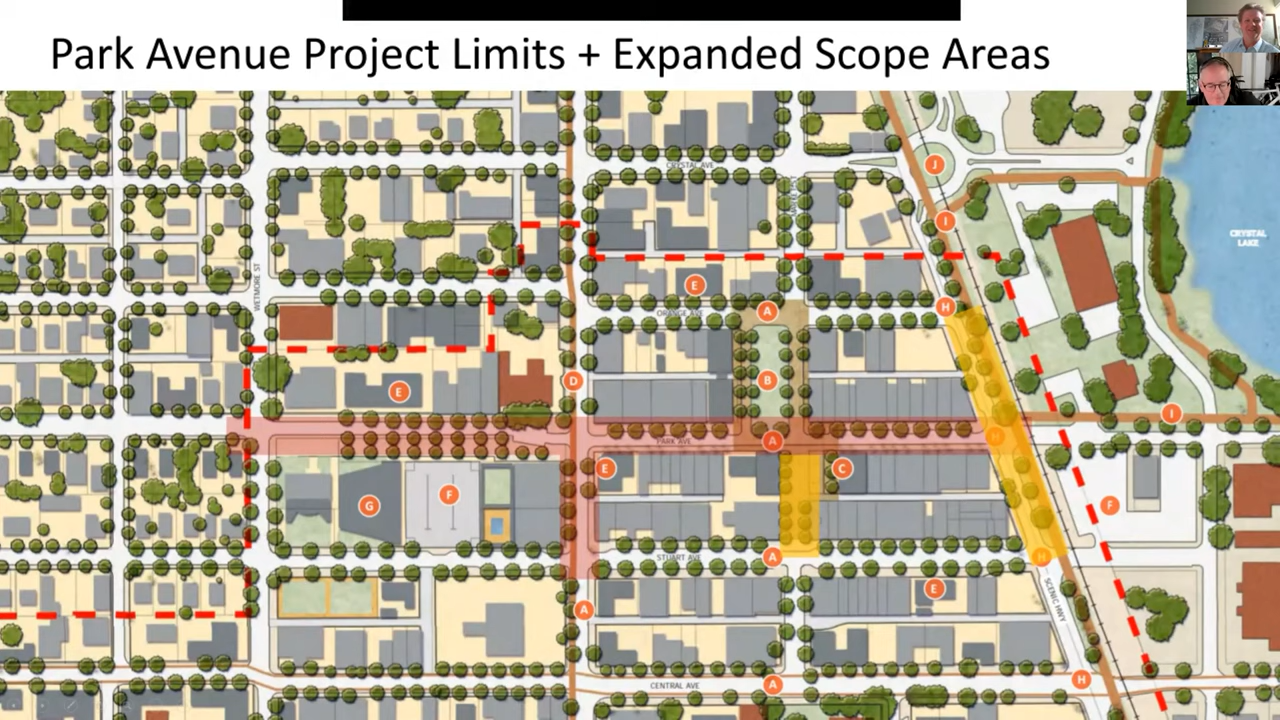 Park Avenue Project Limits + Expanded Scope Areas
CRYSTAL AVE
J
I
CRYSTAL
LAKE
WETMORE ST
E
A
H
ORANGE AVE
D
B
E
I
A
PARK AVE
H
E
C
G
F
F
STUART AVE
A
H
E
SCENIC HWY
A
CENTRAL AVE
A
H